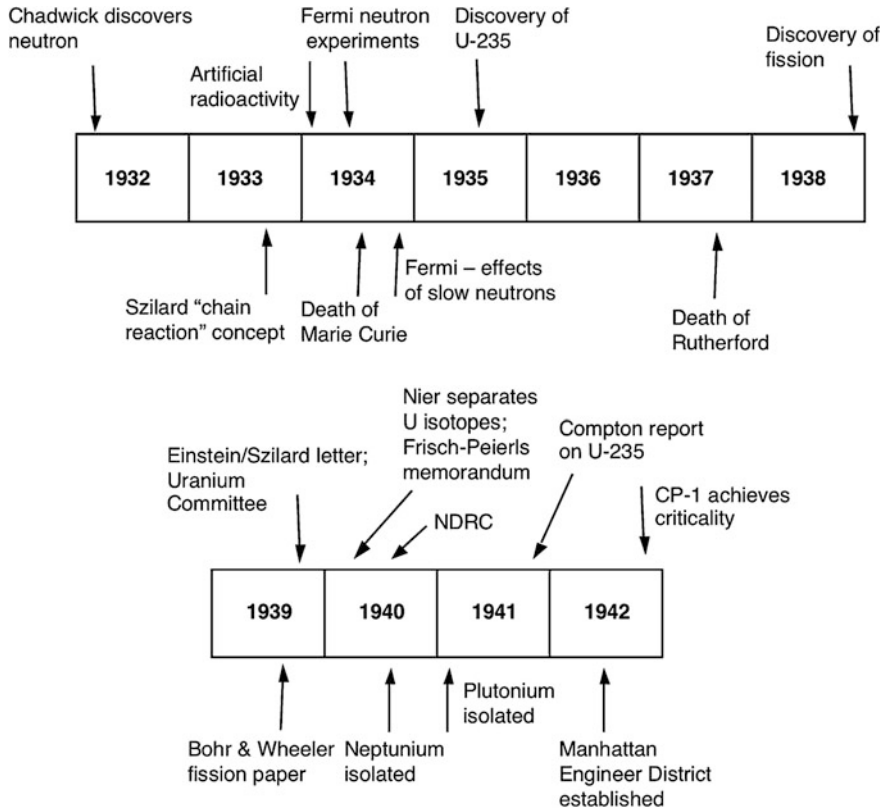 Chadwick discovers
neutron
Artificial
radioactivity
Fermi neutron
experiments
Discovery of
U-235
Discovery of
fission
1932
1933
1934
1935
1936
1937
1938
Szilard “chain
reaction” concept
Death of
Marie Curie
Fermi – effects
of slow neutrons
Death of
Rutherford
Einstein/Szilard letter;
Uranium
Committee
Nier separates
U isotopes;
Frisch-Peierls
memorandum
NDRC
Compton report
on U-235
CP-1 achieves
criticality
1939
1940
1941
1942
Bohr & Wheeler
fission paper
Neptunium
isolated
Plutonium
isolated
Manhattan
Engineer District
established